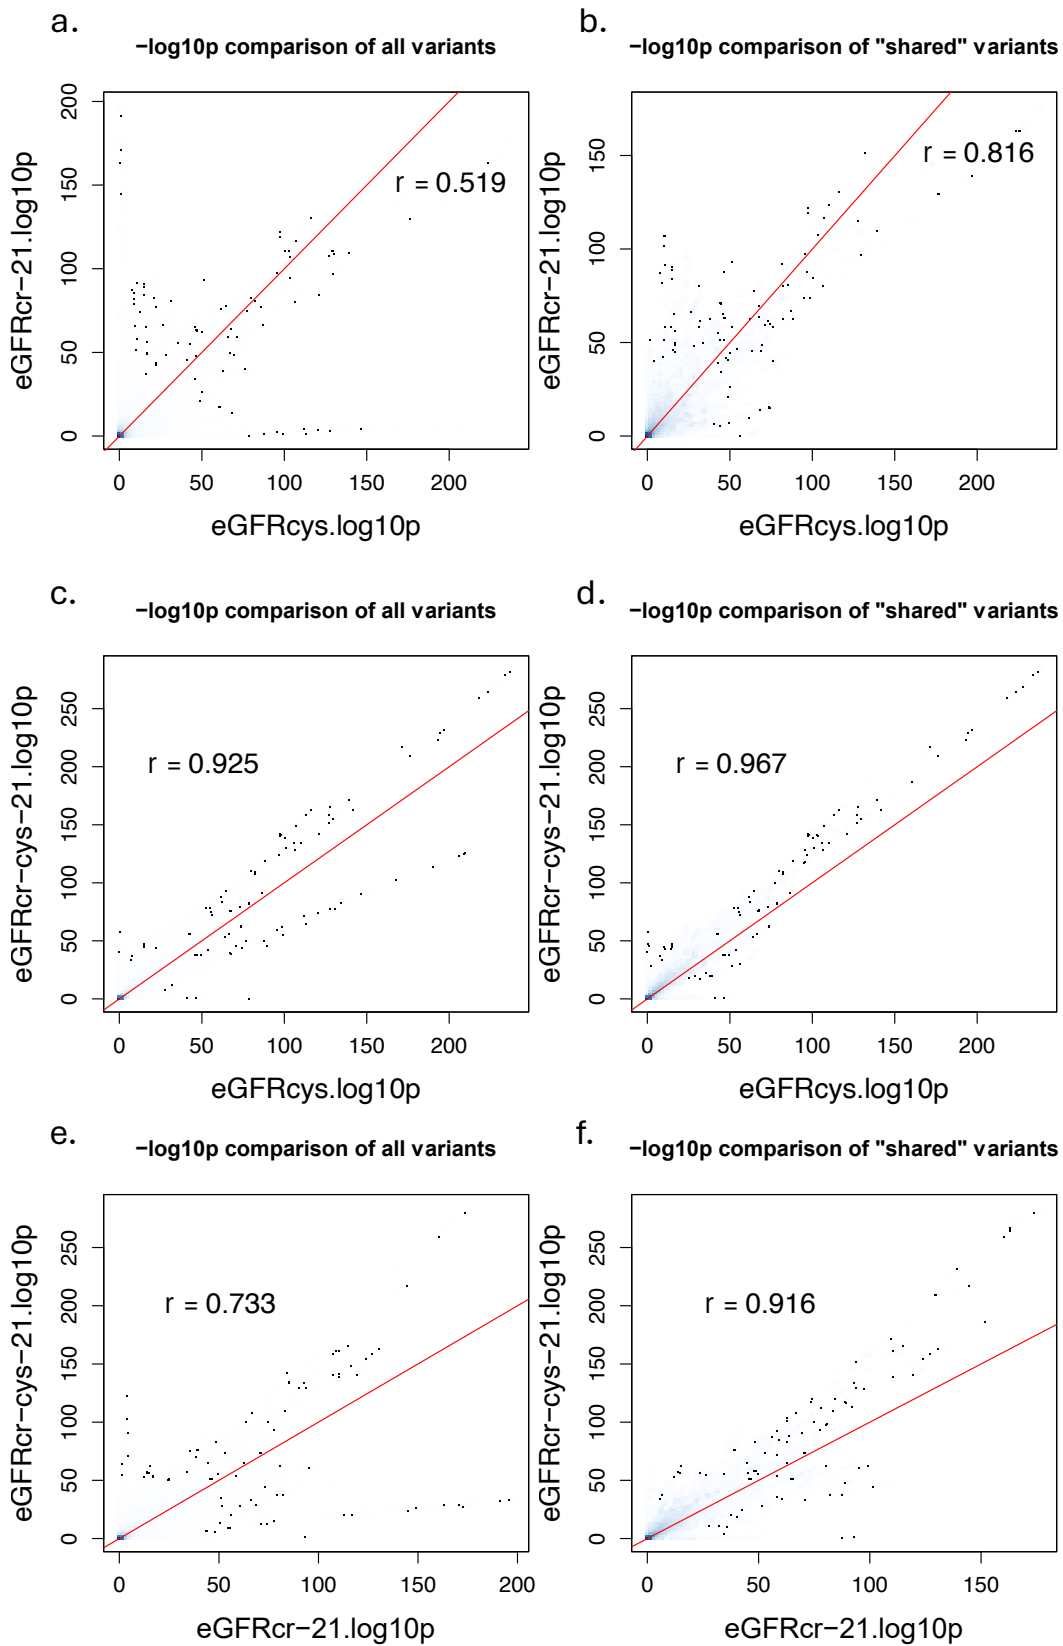 a.
−log10p comparison of all variants
eGFRcr−21.log10p
0 50 100 150 200
r = 0.519
0 50 100 150 200
eGFRcys.log10p
b.
−log10p comparison of "shared" variants
eGFRcr−21.log10p
0 50 100 150
r = 0.816
0 50 100 150 200
eGFRcys.log10p
c.
−log10p comparison of all variants
eGFRcr−cys−21.log10p
0 50 100 150 200 250
r = 0.925
0 50 100 150 200
eGFRcys.log10p
d.
−log10p comparison of "shared" variants
eGFRcr−cys−21.log10p
0 50 100 150 200 250
r = 0.967
0 50 100 150 200
eGFRcys.log10p
e.
−log10p comparison of all variants
eGFRcr−cys−21.log10p
0 50 100 150 200 250
r = 0.733
0 50 100 150 200
eGFRcr−21.log10p
f.
−log10p comparison of "shared" variants
eGFRcr−cys−21.log10p
0 50 100 150 200 250
r = 0.916
0 50 100 150
eGFRcr−21.log10p